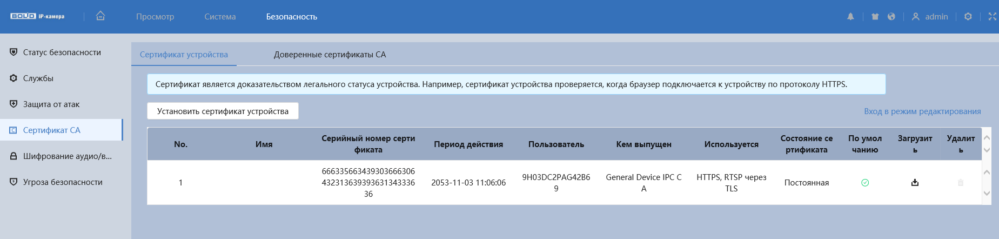 BOLID IP-камера
Просмотр
Система
Безопасность
admin
Статус безопасности
Службы
Защита от атак
Сертификат CA
Шифрование аудио/в...
Угроза безопасности
Сертификат устройства
Доверенные сертификаты CA
Сертификат является доказательством легального статуса устройства. Например, сертификат устройства проверяется, когда браузер подключается к устройству по протоколу HTTPS.
Установить сертификат устройства
Вход в режим редактирования
No.
Имя
Серийный номер серти
фиката
Период действия
Пользователь
Кем выпущен
Используется
Состояние се
ртификата
По умол
чанию
Загрузит
ь
Удалит
ь
1
666335663439303666306
432313639393631343336
36
2053-11-03 11:06:06
9H03DC2PAG42B6
9
General Device IPC C
A
HTTPS, RTSP через
TLS
Постоянная